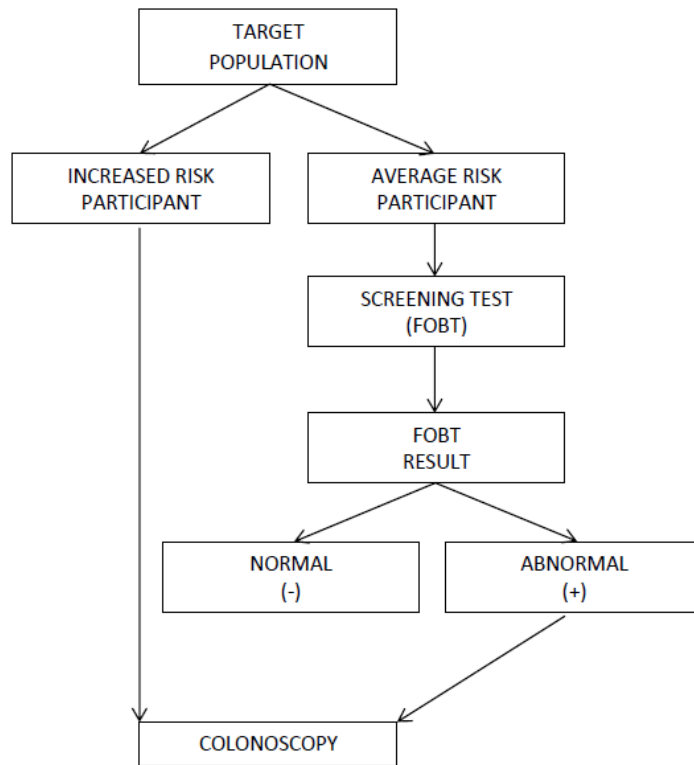 TARGET
POPULATION
INCREASED RISK
PARTICIPANT
AVERAGE RISK
PARTICIPANT
SCREENING TEST
(FOBT)
FOBT
RESULT
NORMAL
(-)
ABNORMAL
(+)
COLONOSCOPY